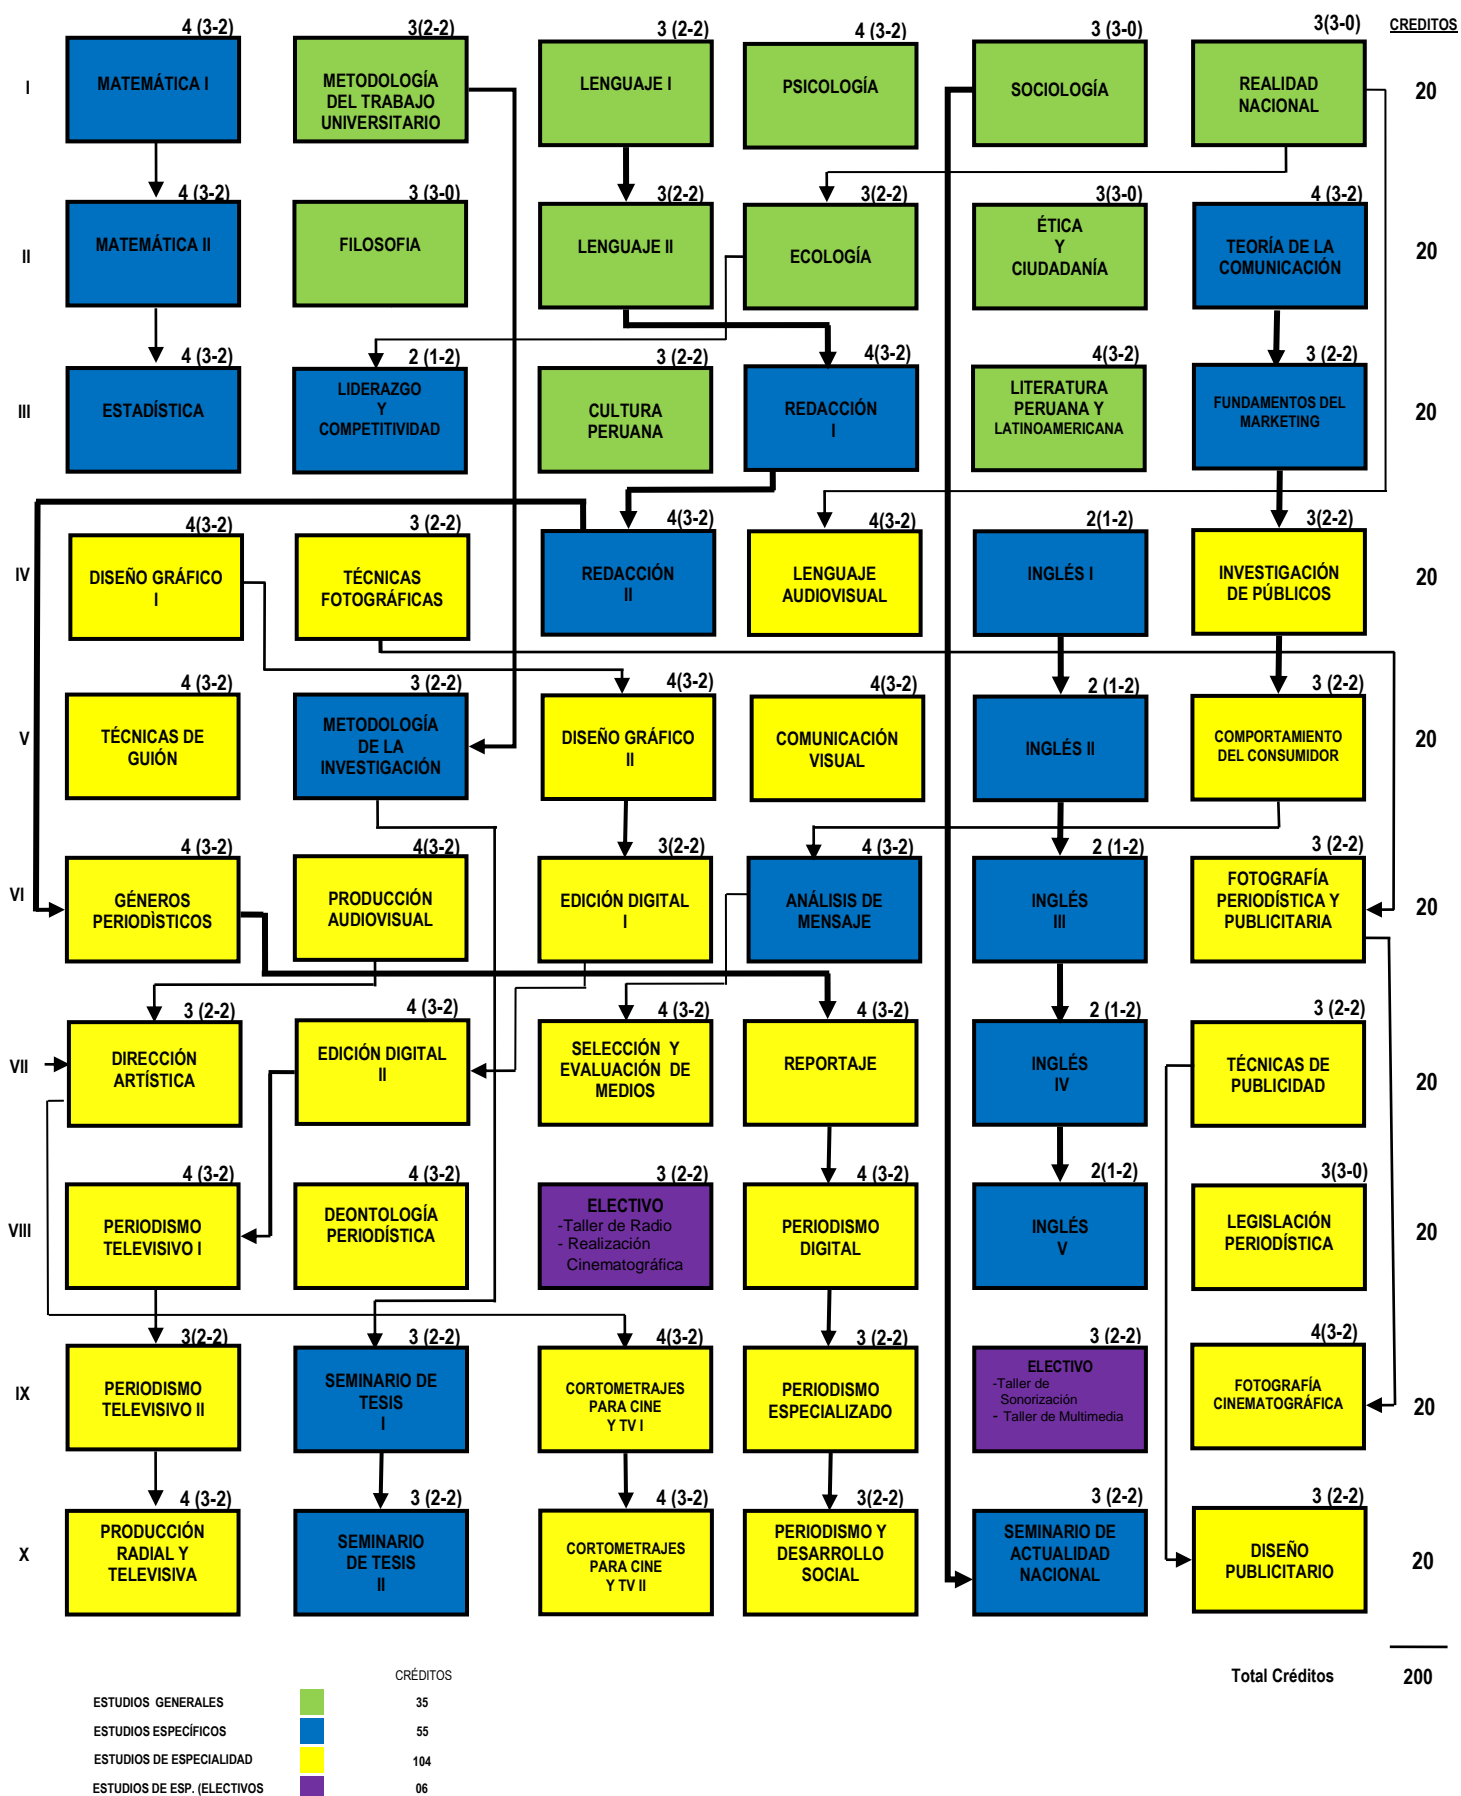 4 (3-2)
3(2-2)
3 (2-2)
4 (3-2)
3 (3-0)
3(3-0)
CREDITOS
I
MATEMÁTICA I
METODOLOGÍA
DEL TRABAJO
UNIVERSITARIO
LENGUAJE I
PSICOLOGÍA
SOCIOLOGÍA
REALIDAD
NACIONAL
20
4 (3-2)
3 (3-0)
3(2-2)
3(2-2)
3(3-0)
4 (3-2)
II
MATEMÁTICA II
FILOSOFIA
LENGUAJE II
ECOLOGÍA
ÉTICA
Y
CIUDADANÍA
TEORÍA DE LA
COMUNICACIÓN
20
4 (3-2)
2 (1-2)
3 (2-2)
4(3-2)
4(3-2)
3 (2-2)
III
ESTADÍSTICA
LIDERAZGO
Y
COMPETITIVIDAD
CULTURA
PERUANA
REDACCIÓN
I
LITERATURA
PERUANA Y
LATINOAMERICANA
FUNDAMENTOS DEL
MARKETING
20
4(3-2)
3 (2-2)
4(3-2)
4(3-2)
2(1-2)
3(2-2)
IV
DISEÑO GRÁFICO
I
TÉCNICAS
FOTOGRÁFICAS
REDACCIÓN
II
LENGUAJE
AUDIOVISUAL
INGLÉS I
INVESTIGACIÓN
DE PÚBLICOS
20
4 (3-2)
3 (2-2)
4(3-2)
4(3-2)
2 (1-2)
3 (2-2)
V
TÉCNICAS DE
GUIÓN
METODOLOGÍA
DE LA
INVESTIGACIÓN
DISEÑO GRÁFICO
II
COMUNICACIÓN
VISUAL
INGLÉS II
COMPORTAMIENTO
DEL CONSUMIDOR
20
4 (3-2)
4(3-2)
3(2-2)
4 (3-2)
2 (1-2)
3 (2-2)
VI
GÉNEROS
PERIODÌSTICOS
PRODUCCIÓN
AUDIOVISUAL
EDICIÓN DIGITAL
I
ANÁLISIS DE
MENSAJE
INGLÉS
III
FOTOGRAFÍA
PERIODÍSTICA Y
PUBLICITARIA
20
3 (2-2)
4 (3-2)
4 (3-2)
4 (3-2)
2 (1-2)
3 (2-2)
VII
DIRECCIÓN
ARTÍSTICA
EDICIÓN DIGITAL
II
SELECCIÓN Y
EVALUACIÓN DE
MEDIOS
REPORTAJE
INGLÉS
IV
TÉCNICAS DE
PUBLICIDAD
20
4 (3-2)
4 (3-2)
3 (2-2)
4 (3-2)
2(1-2)
3(3-0)
VIII
PERIODISMO
TELEVISIVO I
DEONTOLOGÍA
PERIODÍSTICA
ELECTIVO
-Taller de Radio
- Realización
Cinematográfica
PERIODISMO
DIGITAL
INGLÉS
V
LEGISLACIÓN
PERIODÍSTICA
20
3(2-2)
3 (2-2)
4(3-2)
3 (2-2)
3 (2-2)
4(3-2)
IX
PERIODISMO
TELEVISIVO II
SEMINARIO DE
TESIS
I
CORTOMETRAJES
PARA CINE
Y TV I
PERIODISMO
ESPECIALIZADO
ELECTIVO
-Taller de
Sonorización
- Taller de Multimedia
FOTOGRAFÍA
CINEMATOGRÁFICA
20
4 (3-2)
3 (2-2)
4 (3-2)
3(2-2)
3 (2-2)
3 (2-2)
X
PRODUCCIÓN
RADIAL Y
TELEVISIVA
SEMINARIO
DE TESIS
II
CORTOMETRAJES
PARA CINE
Y TV II
PERIODISMO Y
DESARROLLO
SOCIAL
SEMINARIO DE
ACTUALIDAD
NACIONAL
DISEÑO
PUBLICITARIO
20
Total Créditos 200
CRÉDITOS
ESTUDIOS GENERALES 35
ESTUDIOS ESPECÍFICOS 55
ESTUDIOS DE ESPECIALIDAD 104
ESTUDIOS DE ESP. (ELECTIVOS 06